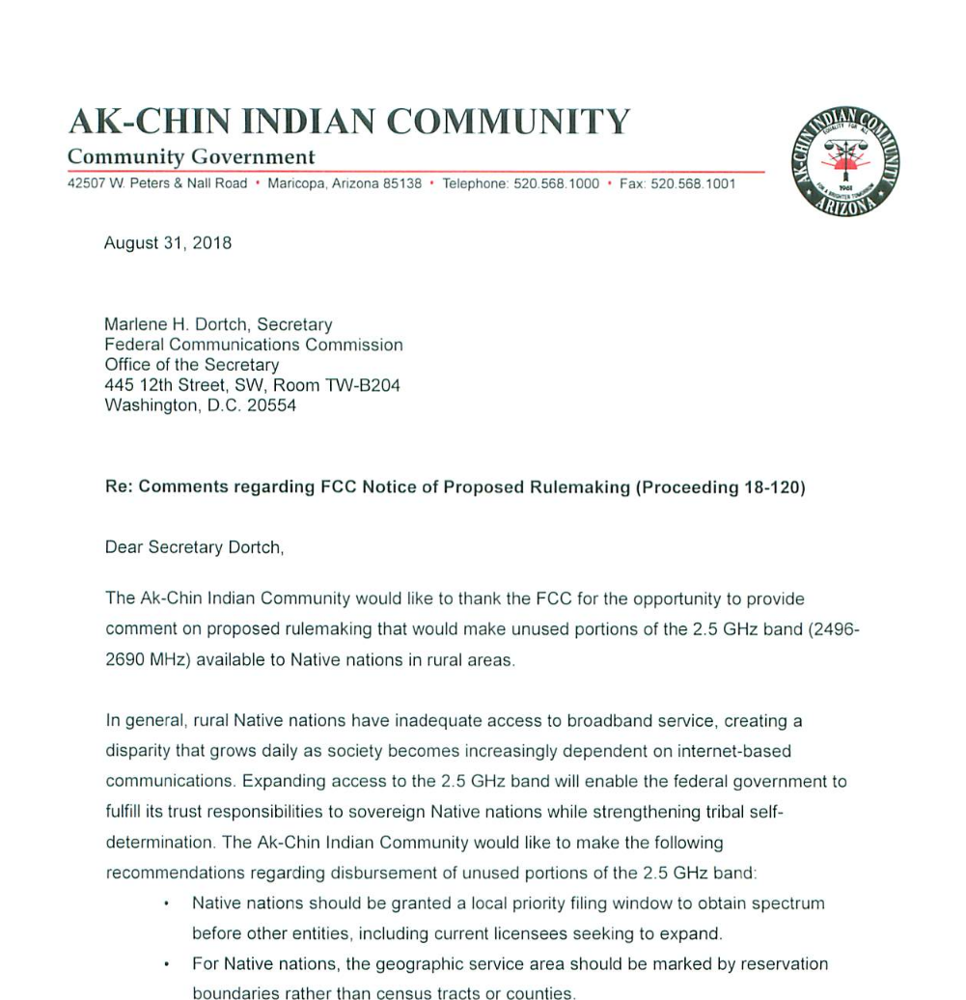 AK-CHIN INDIAN COMMUNITY
Community Government
42507 W. Peters & Nall Road • Maricopa, Arizona 85138 • Telephone: 520.568.1000 • Fax: 520.568.1001
AK-CHIN INDIAN COMMUNITY
EQUALITY FOR ALL
1961
FOR A BRIGHTER TOMORROW
ARIZONA
August 31, 2018
Marlene H. Dortch, Secretary
Federal Communications Commission
Office of the Secretary
445 12th Street, SW, Room TW-B204
Washington, D.C. 20554
Re: Comments regarding FCC Notice of Proposed Rulemaking (Proceeding 18-120)
Dear Secretary Dortch,
The Ak-Chin Indian Community would like to thank the FCC for the opportunity to provide
comment on proposed rulemaking that would make unused portions of the 2.5 GHz band (2496-
2690 MHz) available to Native nations in rural areas.
In general, rural Native nations have inadequate access to broadband service, creating a
disparity that grows daily as society becomes increasingly dependent on internet-based
communications. Expanding access to the 2.5 GHz band will enable the federal government to
fulfill its trust responsibilities to sovereign Native nations while strengthening tribal self-
determination. The Ak-Chin Indian Community would like to make the following
recommendations regarding disbursement of unused portions of the 2.5 GHz band:
• Native nations should be granted a local priority filing window to obtain spectrum
before other entities, including current licensees seeking to expand.
• For Native nations, the geographic service area should be marked by reservation
boundaries rather than census tracts or counties.